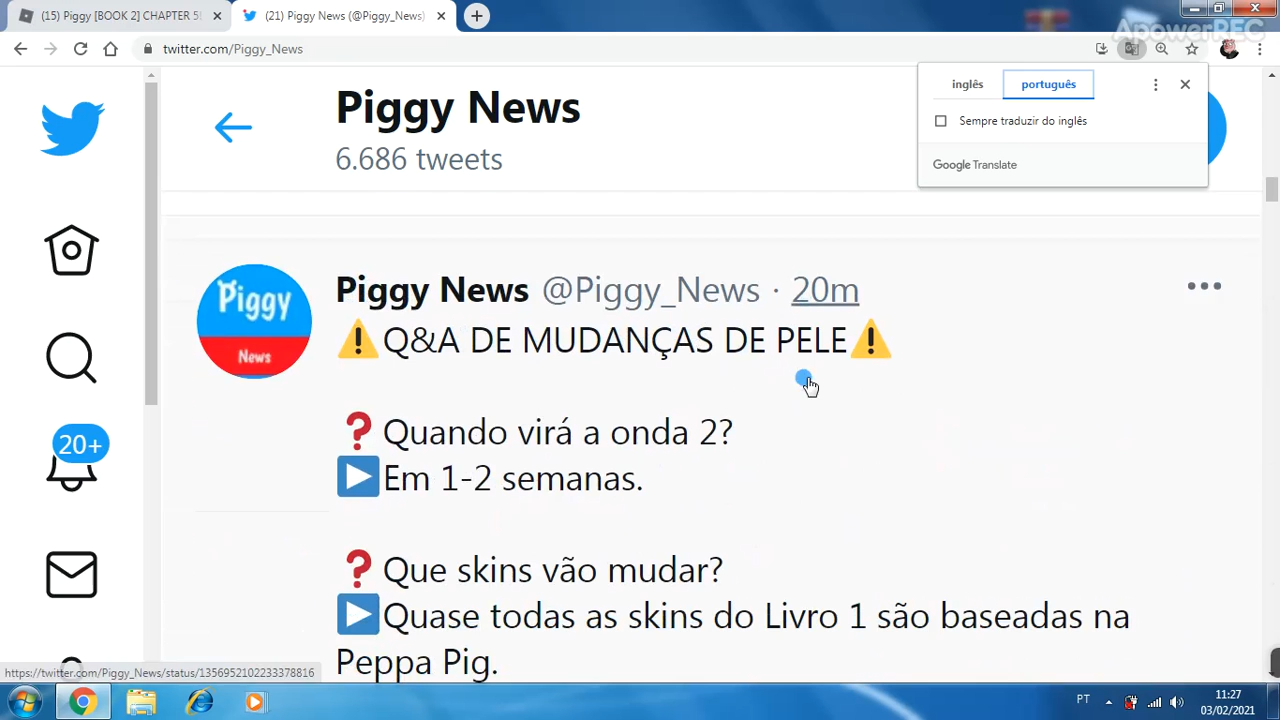 (15) Piggy [BOOK 2] CHAPTER 5!
(21) Piggy News (@Piggy_News)
ApowerREC
twitter.com/Piggy_News
inglês
português
Sempre traduzir do inglês
Google Translate
Piggy News
6.686 tweets
Piggy
News
Piggy News @Piggy_News · 20m
⚠️Q&A DE MUDANÇAS DE PELE⚠️
❓Quando virá a onda 2?
▶️Em 1-2 semanas.
❓Que skins vão mudar?
▶️Quase todas as skins do Livro 1 são baseadas na
Peppa Pig.
20+
https://twitter.com/Piggy_News/status/1356952102233378816
PT
11:27
03/02/2021